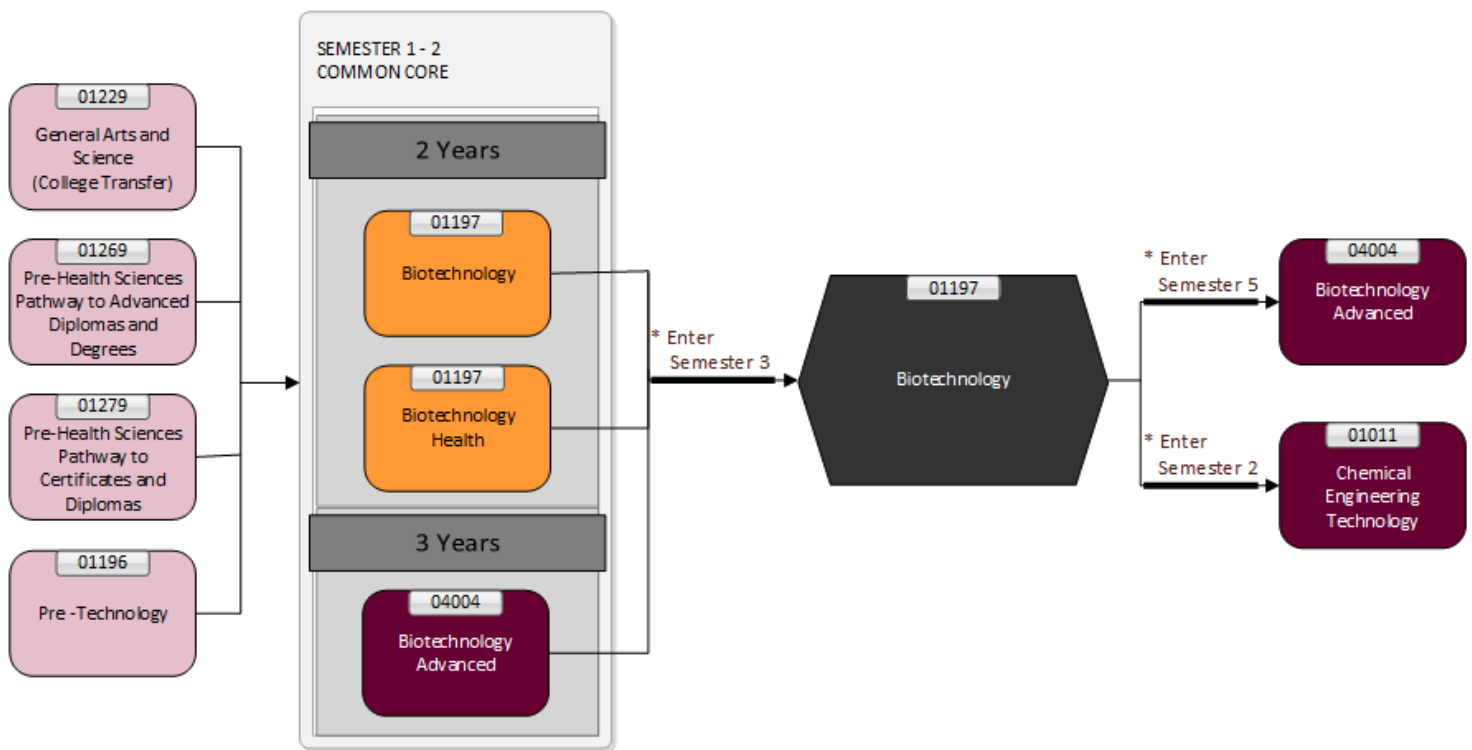 01229
General Arts and
Science
(College Transfer)
01269
Pre-Health Sciences
Pathway to Advanced
Diplomas and
Degrees
01279
Pre-Health Sciences
Pathway to
Certificates and
Diplomas
01196
Pre -Technology
SEMESTER 1 - 2
COMMON CORE
2 Years
01197
Biotechnology
01197
Biotechnology
Health
3 Years
04004
Biotechnology
Advanced
* Enter
Semester 3
01197
Biotechnology
* Enter
Semester 5
04004
Biotechnology
Advanced
* Enter
Semester 2
01011
Chemical
Engineering
Technology